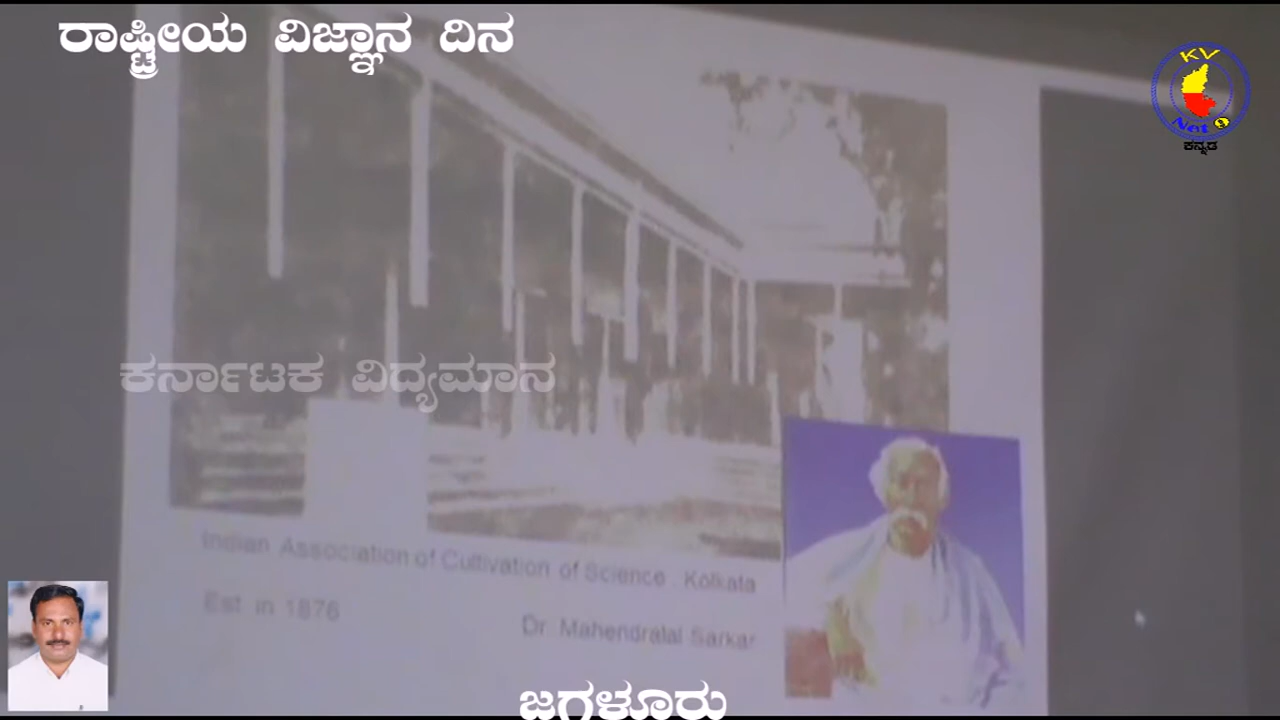 ರಾಷ್ಟ್ರೀಯ ವಿಜ್ಞಾನ ದಿನ
KV
Net 9
ಕನ್ನಡ
ಕರ್ನಾಟಕ ವಿದ್ಯಮಾನ
Indian Association of Cultivation of Science . Kolkata
Est in 1876
Dr. Mahendralal Sarkar
ಜಗಳೂರು